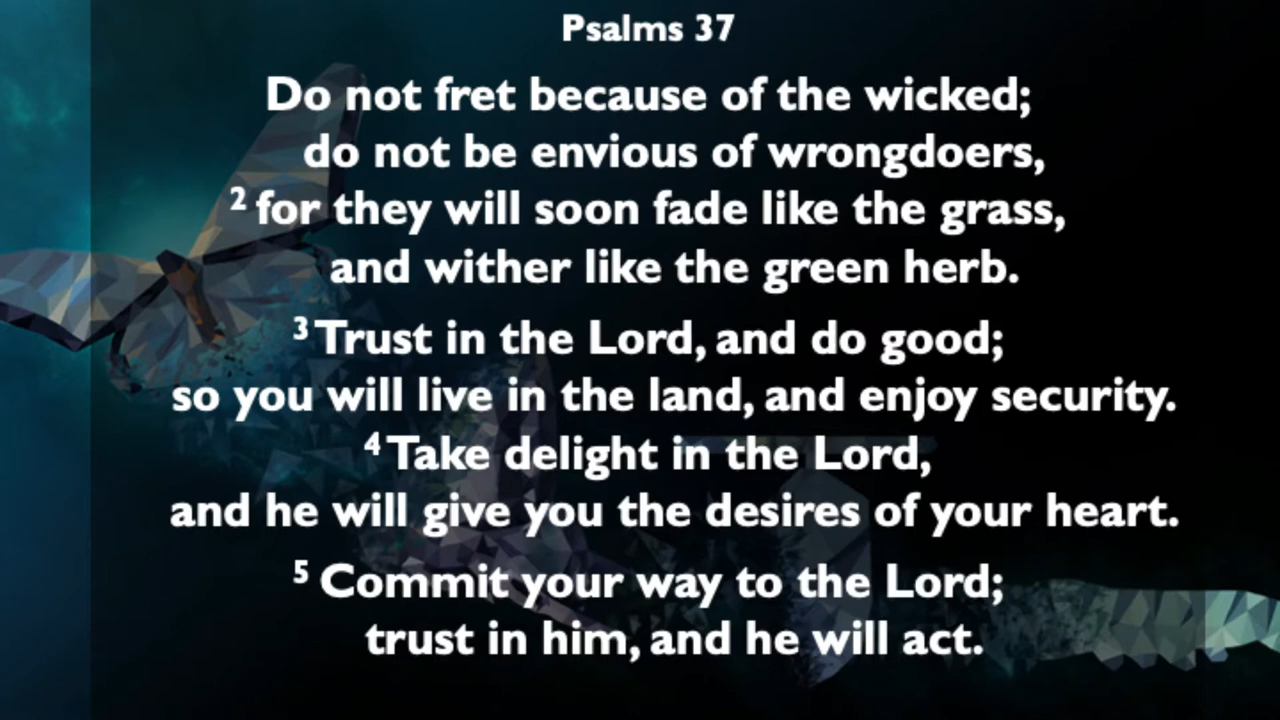 Psalms 37
Do not fret because of the wicked;
do not be envious of wrongdoers,
2 for they will soon fade like the grass,
and wither like the green herb.
3 Trust in the Lord, and do good;
so you will live in the land, and enjoy security.
4 Take delight in the Lord,
and he will give you the desires of your heart.
5 Commit your way to the Lord;
trust in him, and he will act.